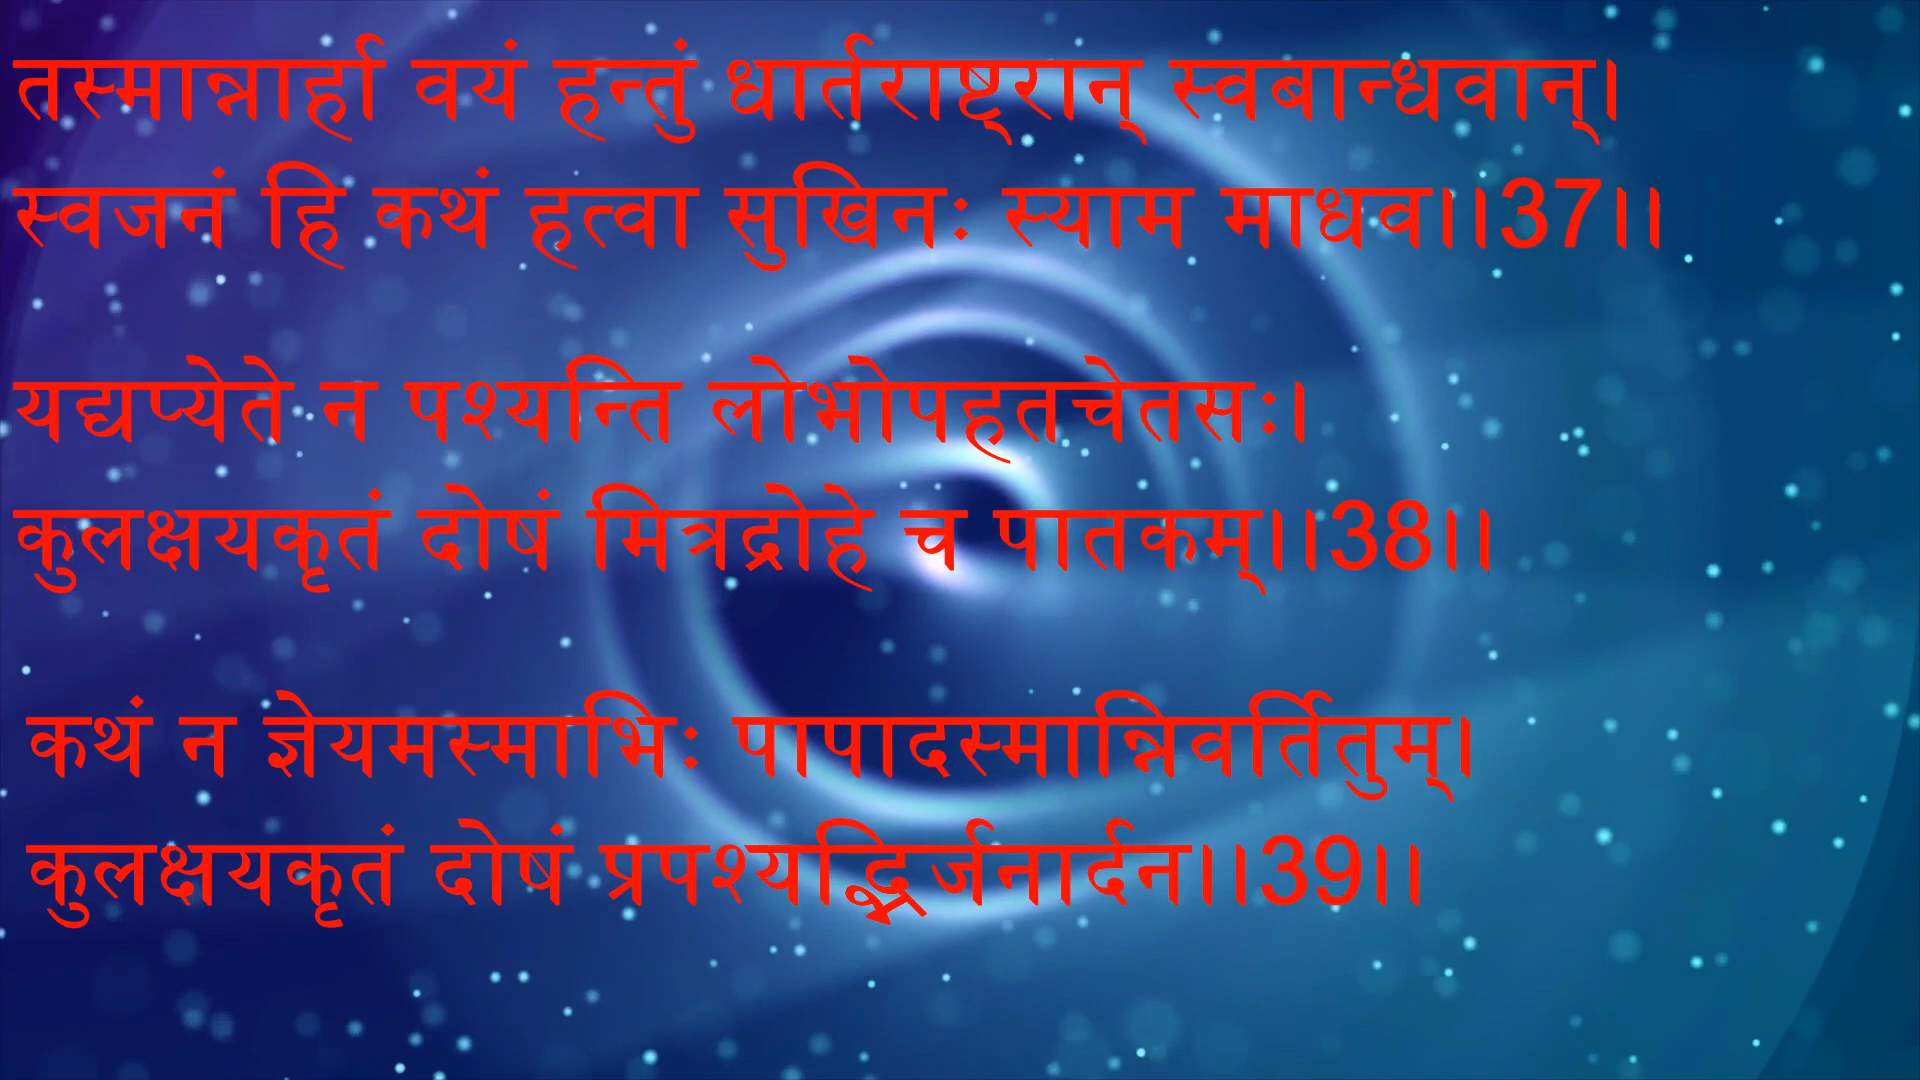 तस्मान्नार्हा वयं हन्तुं धार्तराष्ट्रान् स्वबान्धवान्।
स्वजनं हि कथं हत्वा सुखिनः स्याम माधव।।37।।
यद्यप्येते न पश्यन्ति लोभोपहतचेतसः।
कुलक्षयकृतं दोषं मित्रद्रोहे च पातकम्।।38।।
कथं न ज्ञेयमस्माभिः पापादस्मान्निवर्तितुम्।
कुलक्षयकृतं दोषं प्रपश्यद्भिर्जनार्दन।।39।।